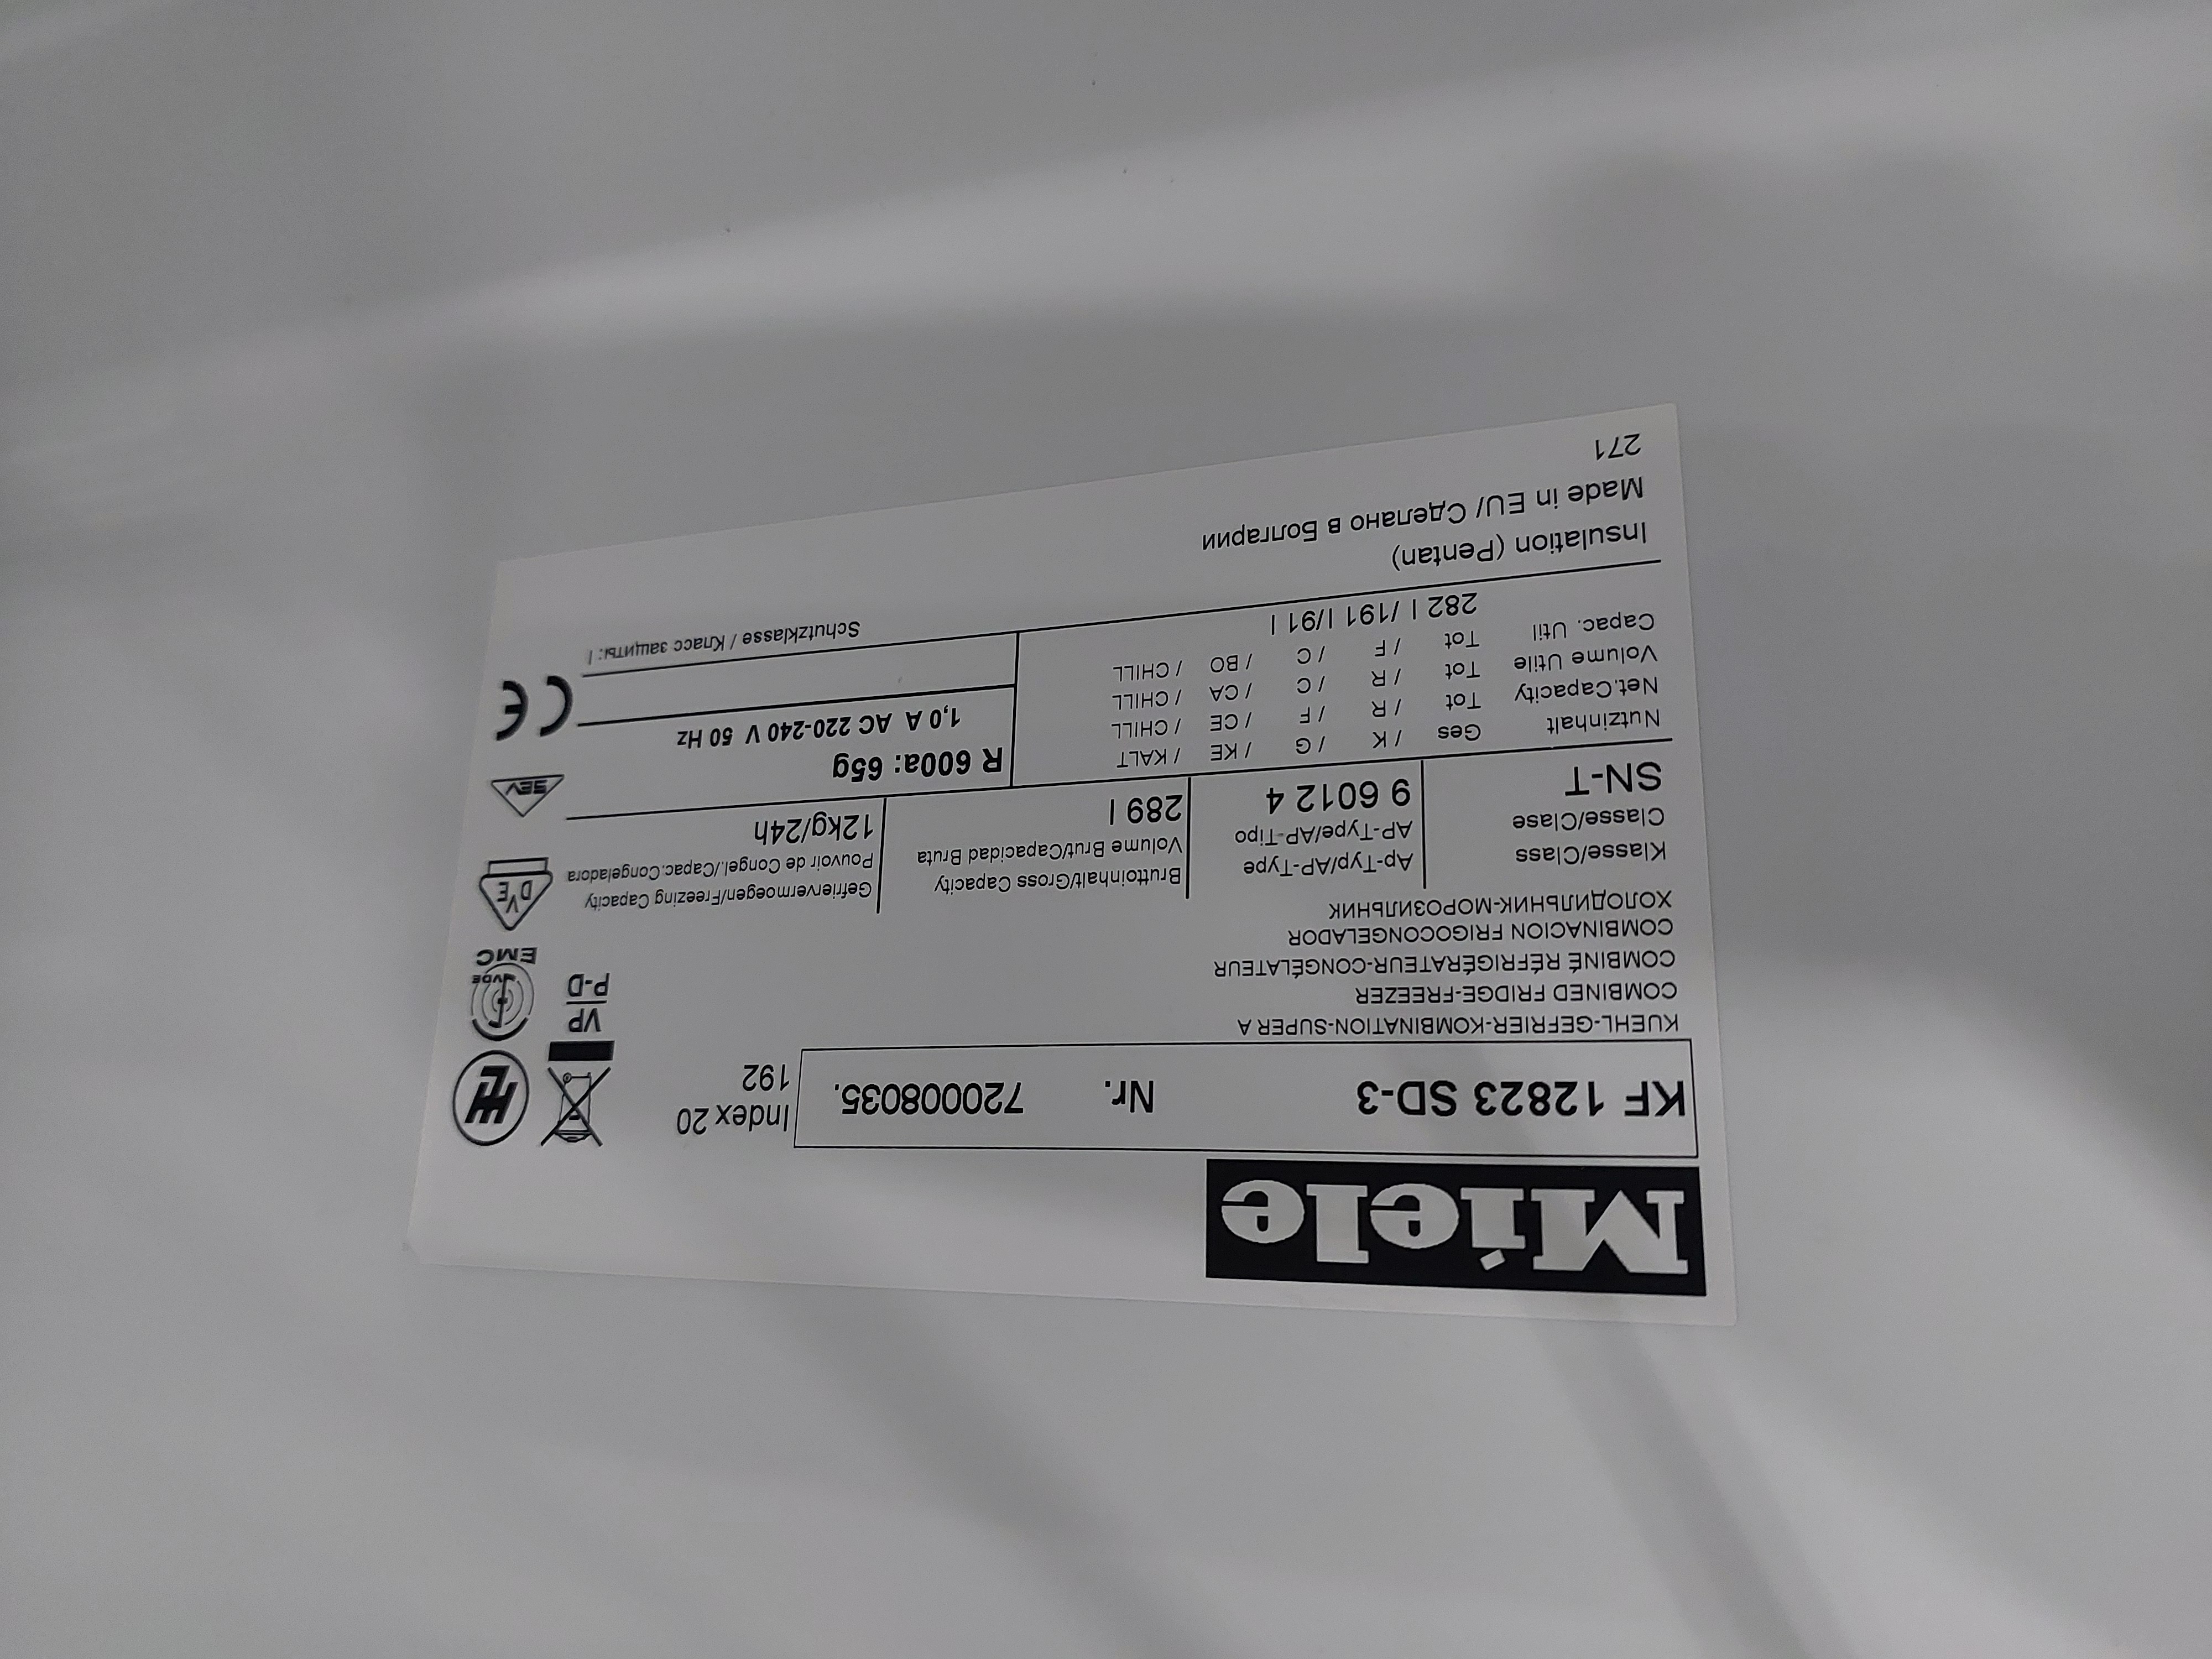 Miele
KF 12823 SD-3 Nr. 72008035.
Index 20
192
KUEHL-GEFRIER-KOMBINATION-SUPER A
COMBINED FRIDGE-FREEZER
COMBINÉ RÉFRIGÉRATEUR-CONGÉLATEUR
COMBINACION FRIGOCONGELADOR
ХОЛОДИЛЬНИК-МОРОЗИЛЬНИК
VP
P-D
VDE
EMC
Klasse/Class
Classe/Clase
SN-T
Ap-Typ/AP-Type
AP-Type/AP-Tipo
9 6012 4
Bruttoinhalt/Gross Capacity
Volume Brut/Capacidad Bruta
289 l
Gefriervermoegen/Freezing Capacity
Pouvoir de Congel./Capac.Congeladora
12kg/24h
DVE
SEV
Nutzinhalt Ges / K / G / KE / KALT
Net.Capacity Tot / R / F / CE / CHILL
Volume Utile Tot / R / C / CA / CHILL
Capac. Util Tot / F / C / BO / CHILL
282 l /191 l/91 l
R 600a: 65g
1,0 A AC 220-240 V 50 Hz
CE
Schutzklasse / Класс защиты: I
Insulation (Pentan)
Made in EU/ Сделано в Болгарии
271